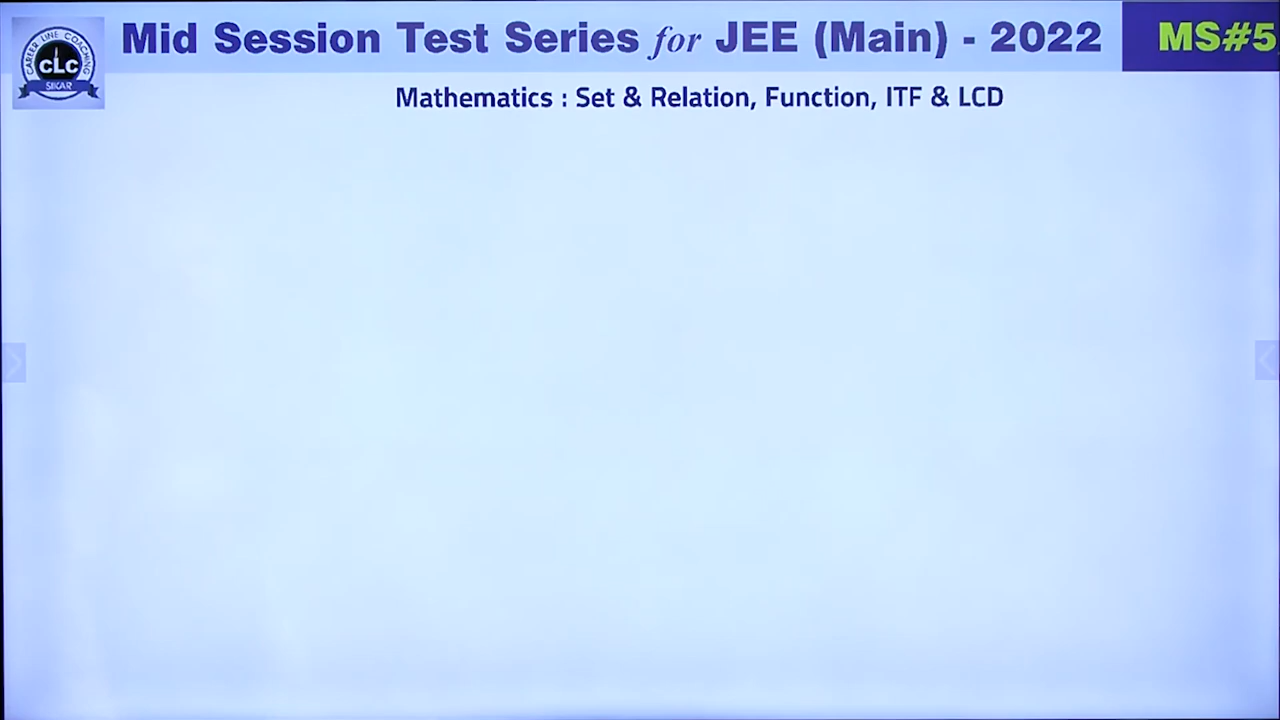 Mid Session Test Series for JEE (Main) - 2022
MS#5
CAREER LINE COACHING
CLC
SIKAR
Mathematics : Set & Relation, Function, ITF & LCD